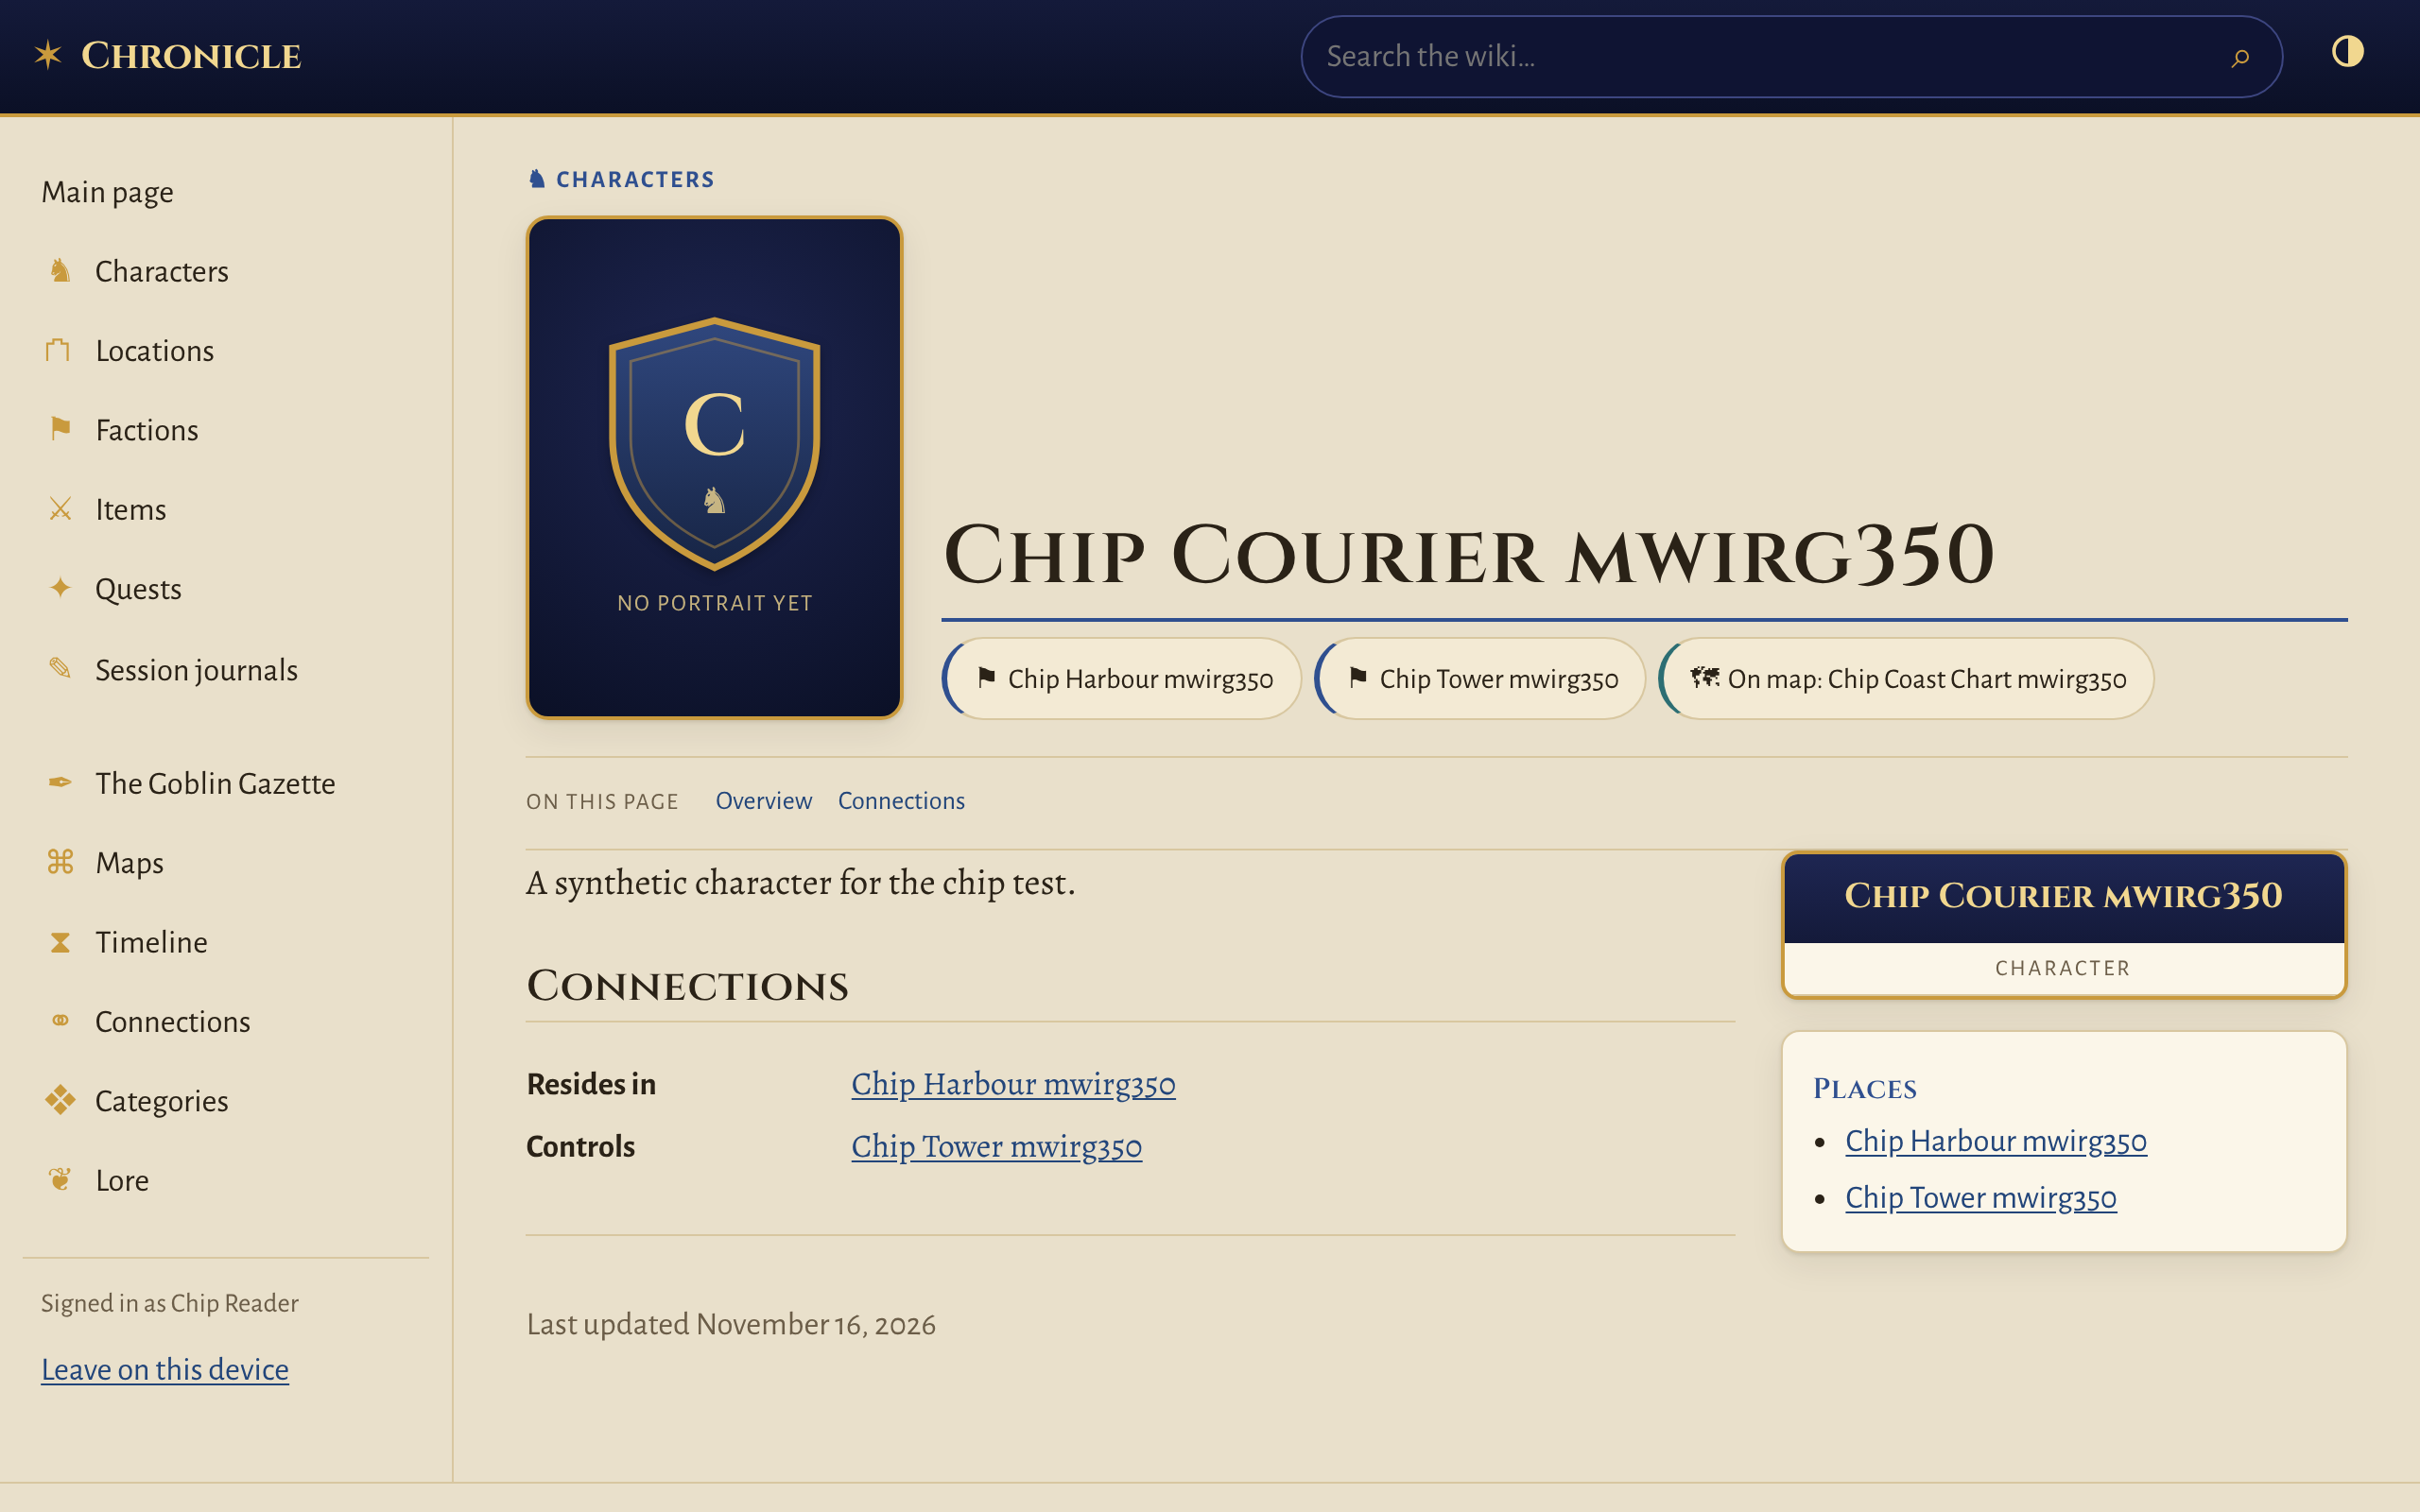 Chronicle
Search the wiki...
Main page
Characters
Locations
Factions
Items
Quests
Session journals
The Goblin Gazette
Maps
Timeline
Connections
Categories
Lore
Signed in as Chip Reader
Leave on this device
CHARACTERS
C
NO PORTRAIT YET
Chip Courier mwirg350
Chip Harbour mwirg350
Chip Tower mwirg350
On map: Chip Coast Chart mwirg350
ON THIS PAGE Overview Connections
A synthetic character for the chip test.
Connections
Resides in Chip Harbour mwirg350
Controls Chip Tower mwirg350
Last updated November 16, 2026
Chip Courier mwirg350
CHARACTER
Places
Chip Harbour mwirg350
Chip Tower mwirg350